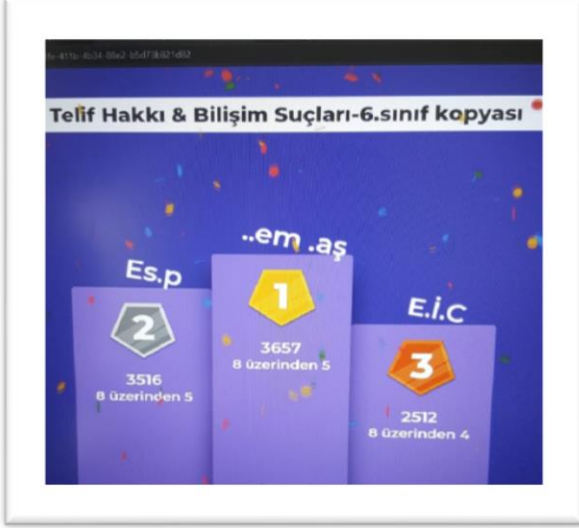 Telif Hakkı & Bilişim Suçları-6.sınıf kopyası
..em .aş
1
3657
8 üzerinden 5
Es.p
2
3516
8 üzerinden 5
E.İ.C
3
2512
8 üzerinden 4